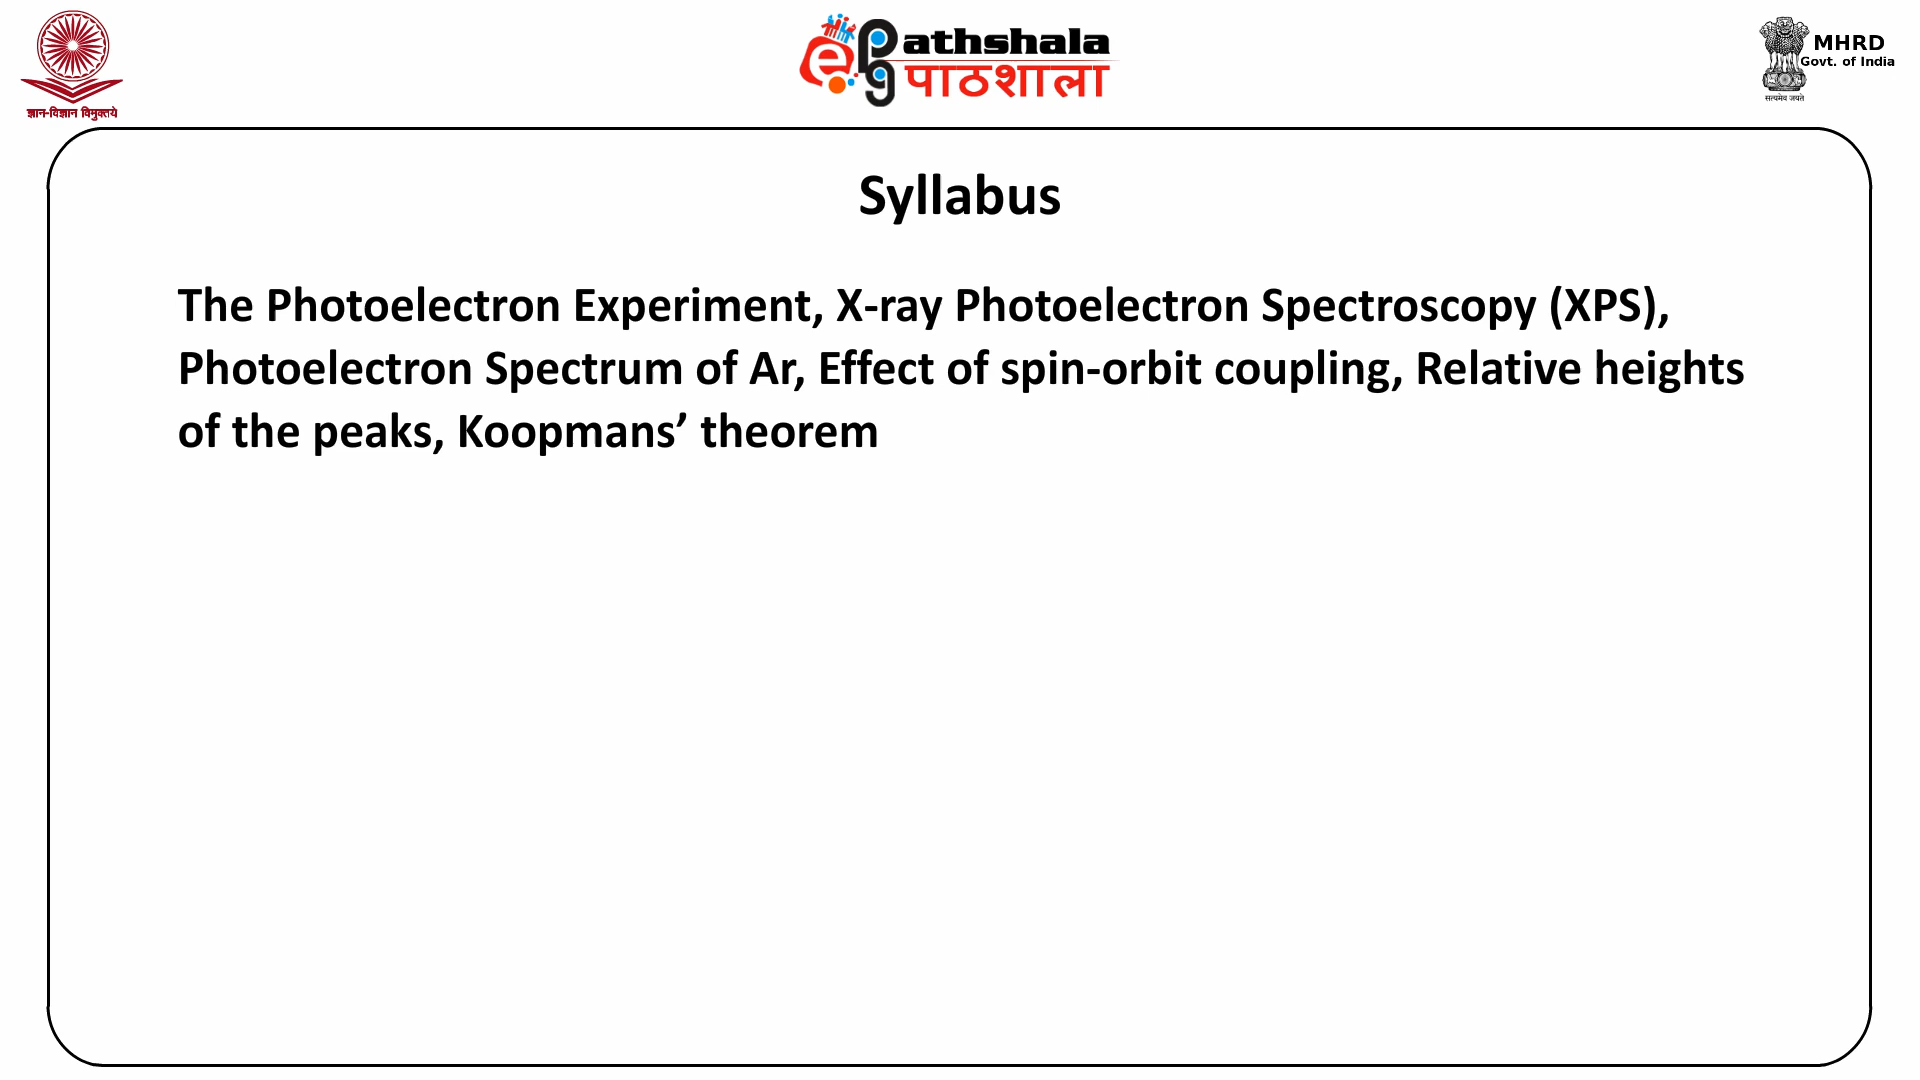 ज्ञान-विज्ञान विमुक्तये
e pg athshala
पाठशाला
MHRD
Govt. of India
सत्यमेव जयते
Syllabus
The Photoelectron Experiment, X-ray Photoelectron Spectroscopy (XPS),
Photoelectron Spectrum of Ar, Effect of spin-orbit coupling, Relative heights
of the peaks, Koopmans’ theorem